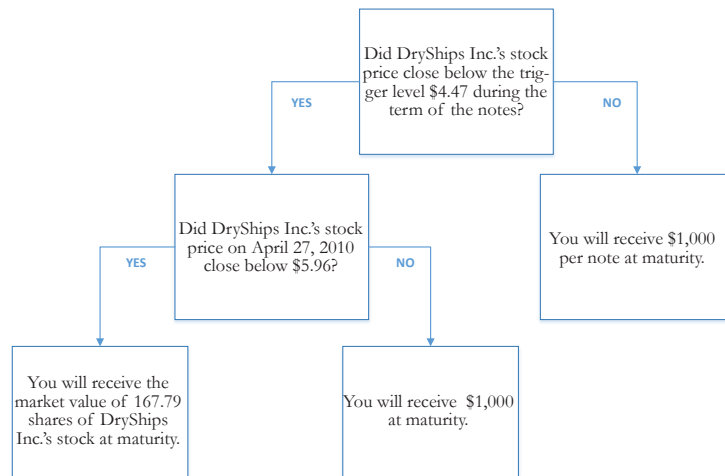 Did DryShips Inc.'s stock
price close below the trig-
ger level $4.47 during the
term of the notes?
YES
NO
Did DryShips Inc.'s stock
price on April 27, 2010
close below $5.96?
You will receive $1,000
per note at maturity.
YES
NO
You will receive the
market value of 167.79
shares of DryShips
Inc.'s stock at maturity.
You will receive $1,000
at maturity.